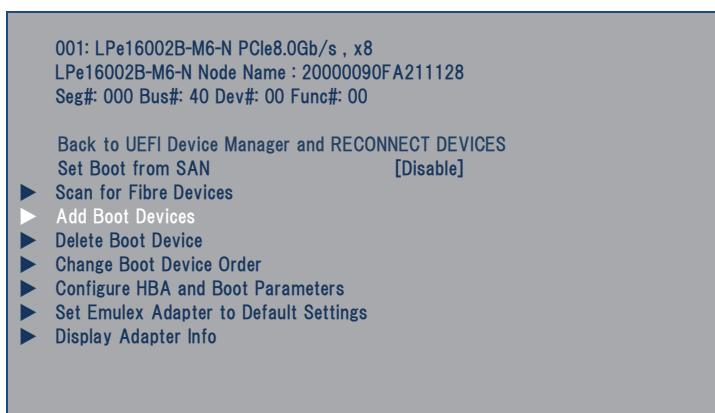 001: LPe16002B-M6-N PCIe8.0Gb/s , x8
LPe16002B-M6-N Node Name : 20000090FA211128
Seg#: 000 Bus#: 40 Dev#: 00 Func#: 00
Back to UEFI Device Manager and RECONNECT DEVICES
Set Boot from SAN [Disable]
Scan for Fibre Devices
Add Boot Devices
Delete Boot Device
Change Boot Device Order
Configure HBA and Boot Parameters
Set Emulex Adapter to Default Settings
Display Adapter Info